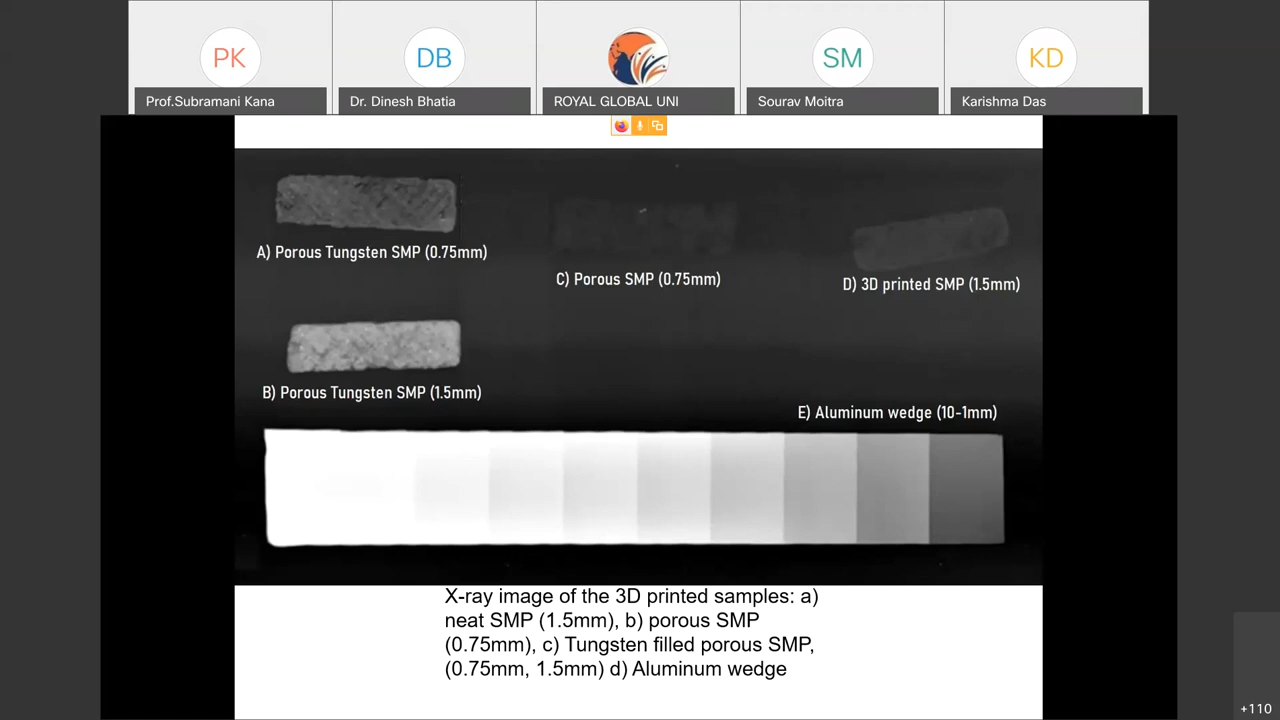 PK
DB
SM
KD
Prof.Subramani Kana
Dr. Dinesh Bhatia
ROYAL GLOBAL UNI
Sourav Moitra
Karishma Das
A) Porous Tungsten SMP (0.75mm)
C) Porous SMP (0.75mm)
D) 3D printed SMP (1.5mm)
B) Porous Tungsten SMP (1.5mm)
E) Aluminum wedge (10-1mm)
X-ray image of the 3D printed samples: a)
neat SMP (1.5mm), b) porous SMP
(0.75mm), c) Tungsten filled porous SMP,
(0.75mm, 1.5mm) d) Aluminum wedge
+110